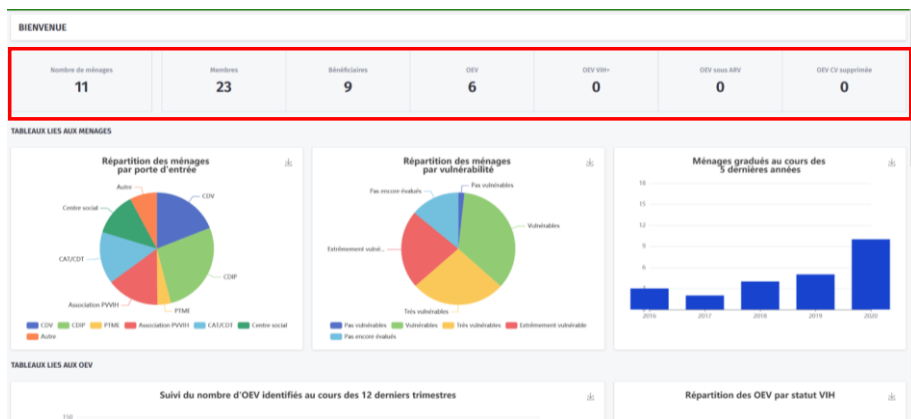 BIENVENUE
Nombre de ménages
11
Membres
23
Bénéficiaires
9
OEV
6
OEV VIH+
0
OEV sous ARV
0
OEV CV supprimée
0
TABLEAUX LIES AUX MENAGES
Répartition des ménages
par porte d'entrée
Autre
CDV
Centre social
CAT/CDT
CDIP
Association PVVIH
PTME
CDV CDIP PTME Association PVVIH CAT/CDT Centre social
Autre
Répartition des ménages
par vulnérabilité
Pas encore évalués
Pas vulnérables
Vulnérables
Extrêmement vulné...
Très vulnérables
Pas vulnérables Vulnérables Très vulnérables Extrêmement vulnérable
Pas encore évalués
Ménages gradués au cours des
5 dernières années
18
15
12
9
6
3
0
2016 2017 2018 2019 2020
TABLEAUX LIES AUX OEV
Suivi du nombre d'OEV identifiés au cours des 12 derniers trimestres
150
Répartition des OEV par statut VIH